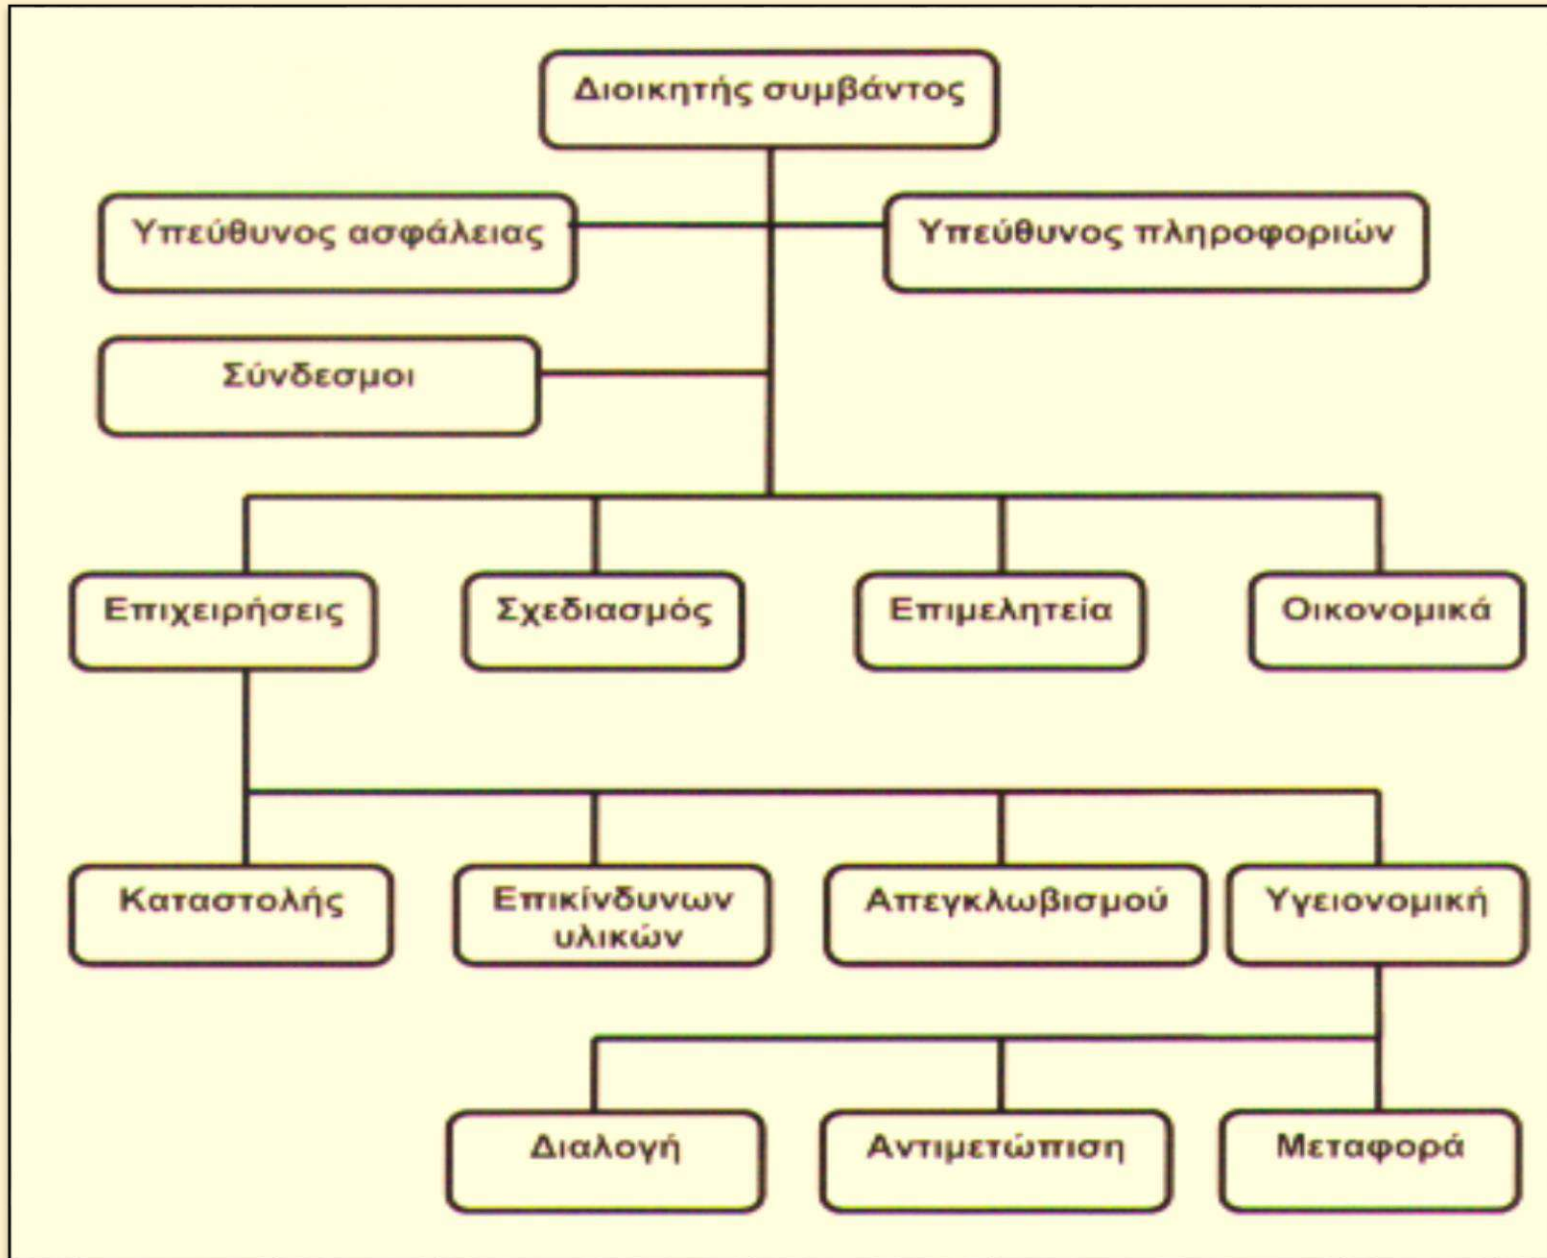 Διοικητής συμβάντος
Υπεύθυνος ασφάλειας
Υπεύθυνος πληροφοριών
Σύνδεσμοι
Επιχειρήσεις
Σχεδιασμός
Επιμελητεία
Οικονομικά
Καταστολής
Επικίνδυνων
υλικών
Απεγκλωβισμού
Υγειονομική
Διαλογή
Αντιμετώπιση
Μεταφορά